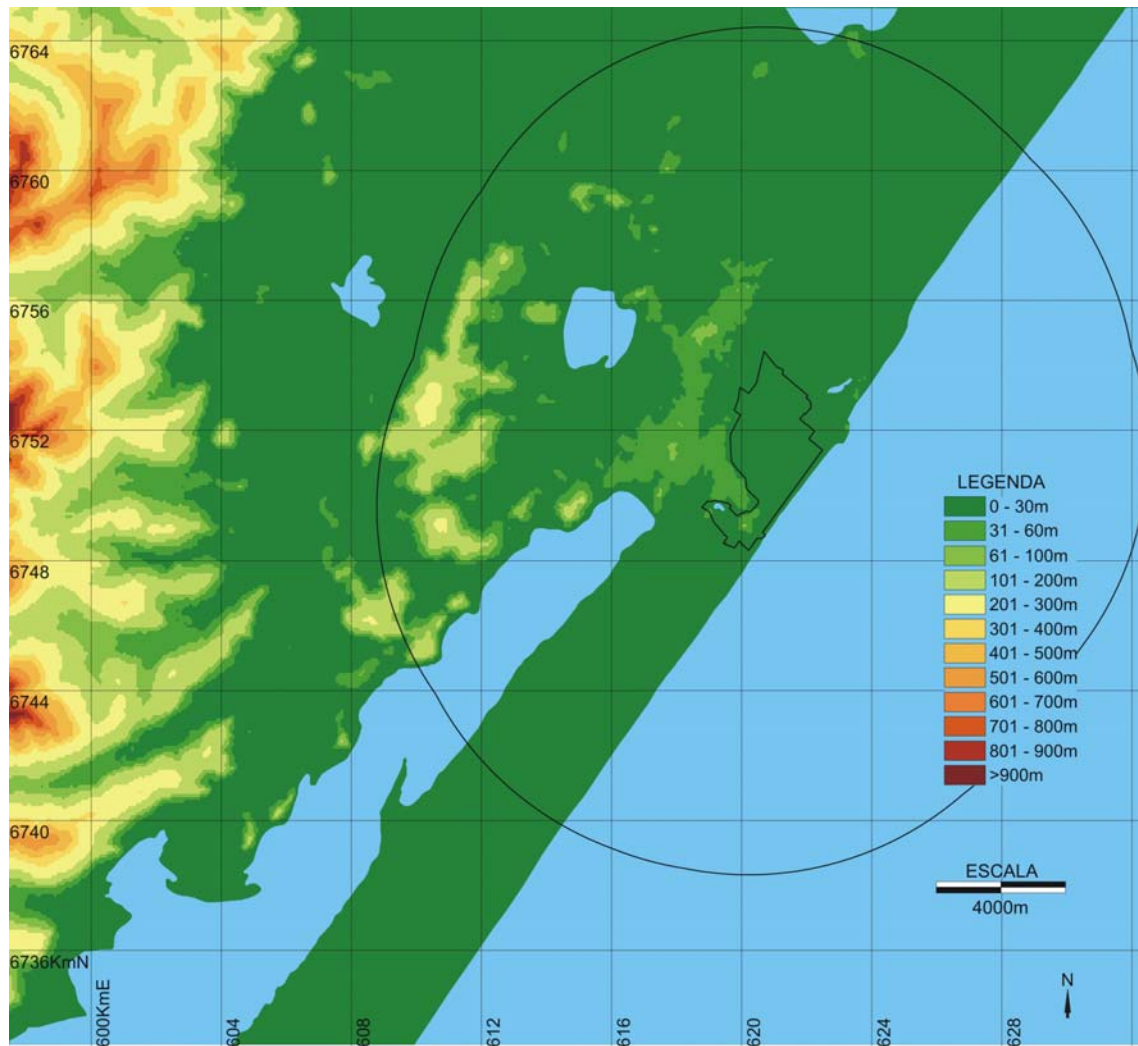 6764
6760
6756
6752
6748
6744
6740
6736KmN
LEGENDA
0 - 30m
31 - 60m
61 - 100m
101 - 200m
201 - 300m
301 - 400m
401 - 500m
501 - 600m
601 - 700m
701 - 800m
801 - 900m
>900m
ESCALA
4000m
N
600KmE
604
608
612
616
620
624
628